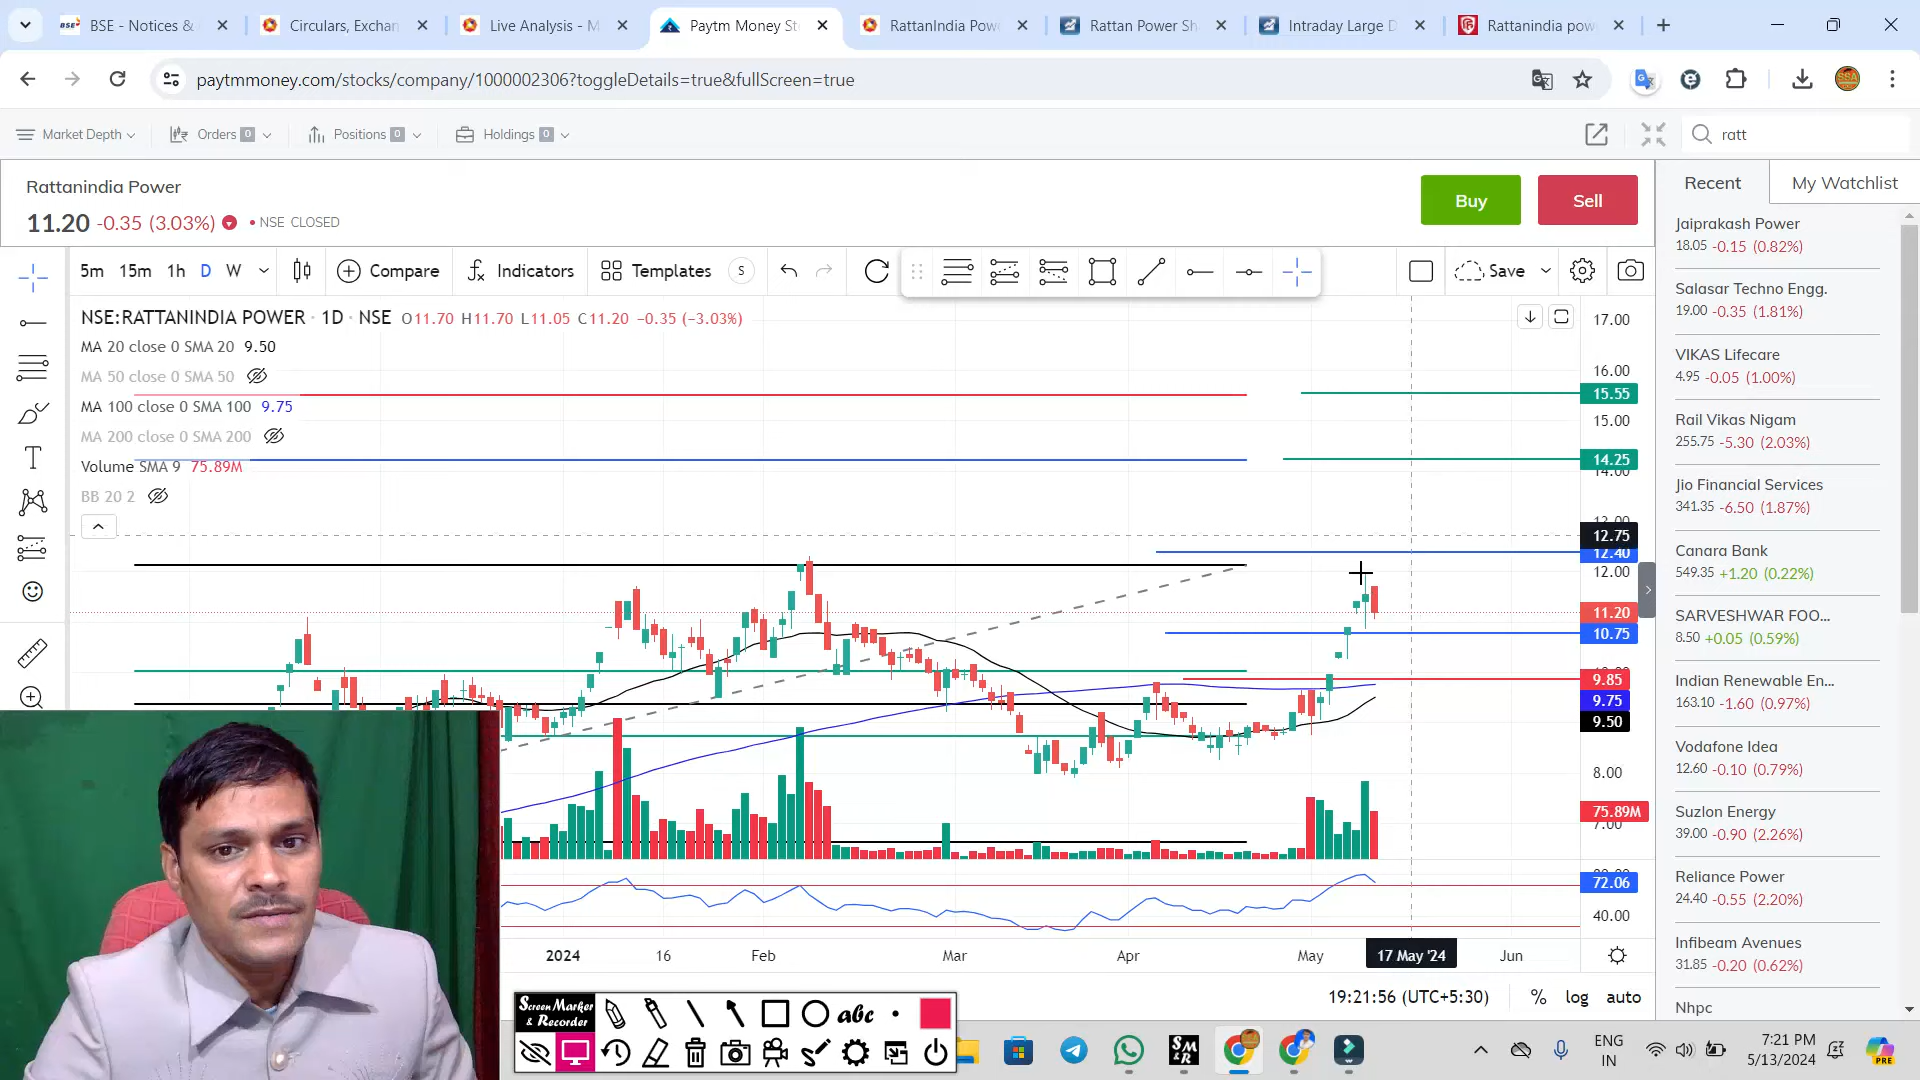 BSE - Notices &
Circulars, Exchan
Live Analysis - M
Paytm Money St
RattanIndia Pow
Rattan Power Sh
Intraday Large D
Rattanindia pow
paytmmoney.com/stocks/company/1000002306?toggleDetails=true&fullScreen=true
Market Depth
Orders 0
Positions 0
Holdings 0
ratt
Rattanindia Power
11.20 -0.35 (3.03%) • NSE CLOSED
Buy
Sell
Recent
My Watchlist
5m 15m 1h D W
Compare
Indicators
Templates
S
Save
NSE:RATTANINDIA POWER · 1D · NSE O11.70 H11.70 L11.05 C11.20 −0.35 (−3.03%)
MA 20 close 0 SMA 20 9.50
MA 50 close 0 SMA 50
MA 100 close 0 SMA 100 9.75
MA 200 close 0 SMA 200
Volume SMA 9 75.89M
BB 20 2
17.00
16.00
15.55
15.00
14.25
14.00
13.00
12.75
12.40
12.00
11.20
10.75
9.85
9.75
9.50
8.00
75.89M
7.00
72.06
40.00
2024
16
Feb
Mar
Apr
May
17 May '24
Jun
19:21:56 (UTC+5:30)
%
log
auto
Jaiprakash Power
18.05 -0.15 (0.82%)
Salasar Techno Engg.
19.00 -0.35 (1.81%)
VIKAS Lifecare
4.95 -0.05 (1.00%)
Rail Vikas Nigam
255.75 -5.30 (2.03%)
Jio Financial Services
341.35 -6.50 (1.87%)
Canara Bank
549.35 +1.20 (0.22%)
SARVESHWAR FOO...
8.50 +0.05 (0.59%)
Indian Renewable En...
163.10 -1.60 (0.97%)
Vodafone Idea
12.60 -0.10 (0.79%)
Suzlon Energy
39.00 -0.90 (2.26%)
Reliance Power
24.40 -0.55 (2.20%)
Infibeam Avenues
31.85 -0.20 (0.62%)
Nhpc
Screen Marker
& Recorder
abc
SM
&R
ENG
IN
7:21 PM
5/13/2024
PRE